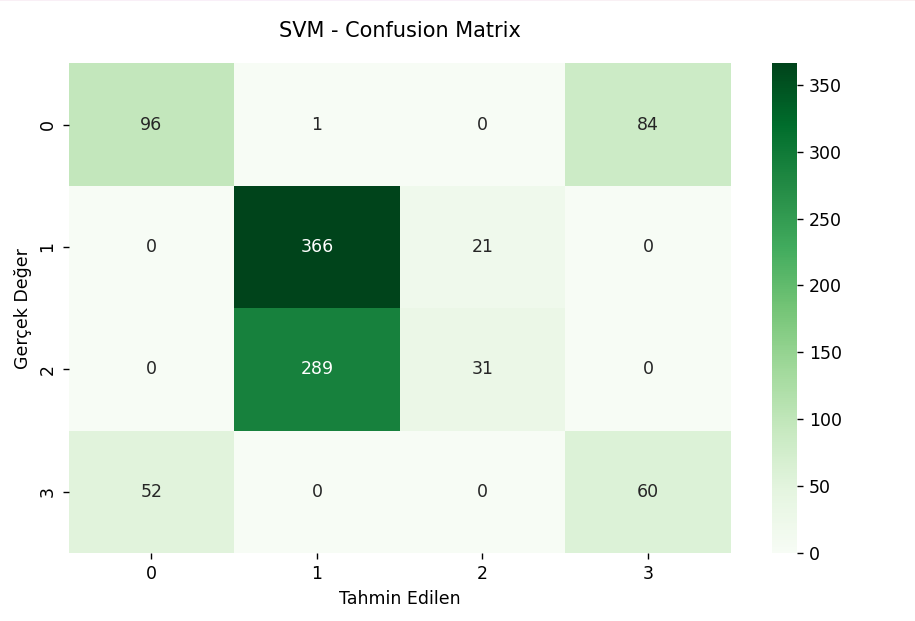 SVM - Confusion Matrix
0 96 1 0 84
1 0 366 21 0
2 0 289 31 0
3 52 0 0 60
0 1 2 3
Tahmin Edilen
Gerçek Değer
350
300
250
200
150
100
50
0